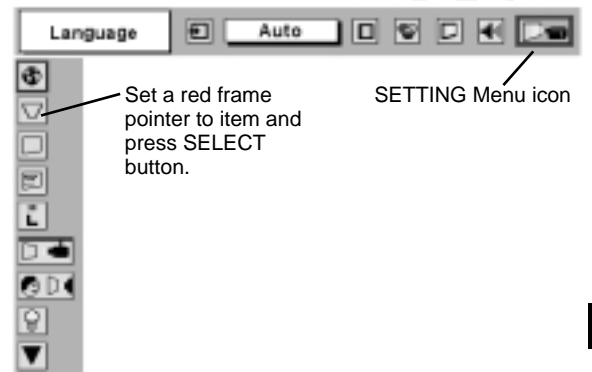 Language
Auto
Set a red frame
pointer to item and
press SELECT
button.
SETTING Menu icon